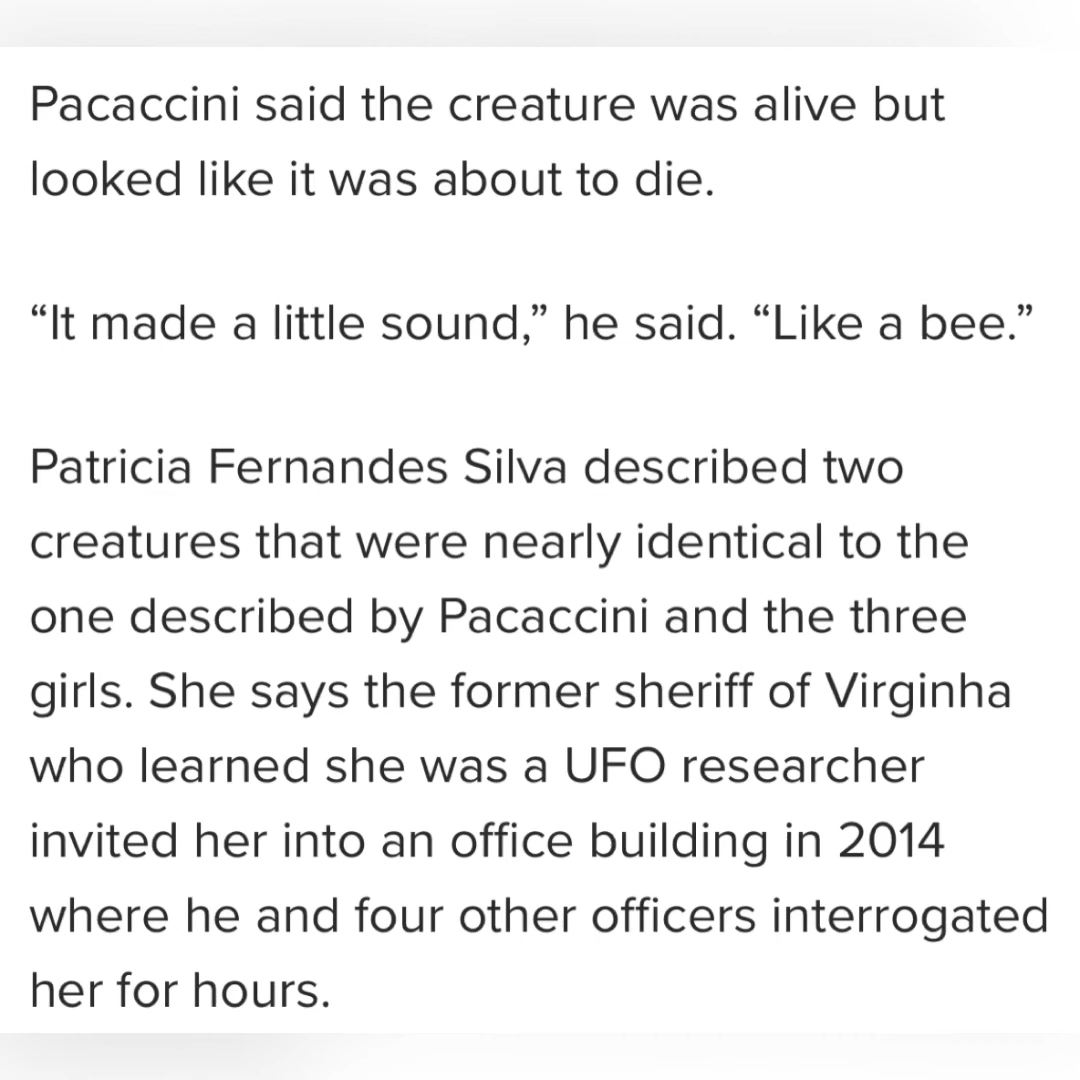 Pacaccini said the creature was alive but
looked like it was about to die.
“It made a little sound,” he said. “Like a bee.”
Patricia Fernandes Silva described two
creatures that were nearly identical to the
one described by Pacaccini and the three
girls. She says the former sheriff of Virginha
who learned she was a UFO researcher
invited her into an office building in 2014
where he and four other officers interrogated
her for hours.